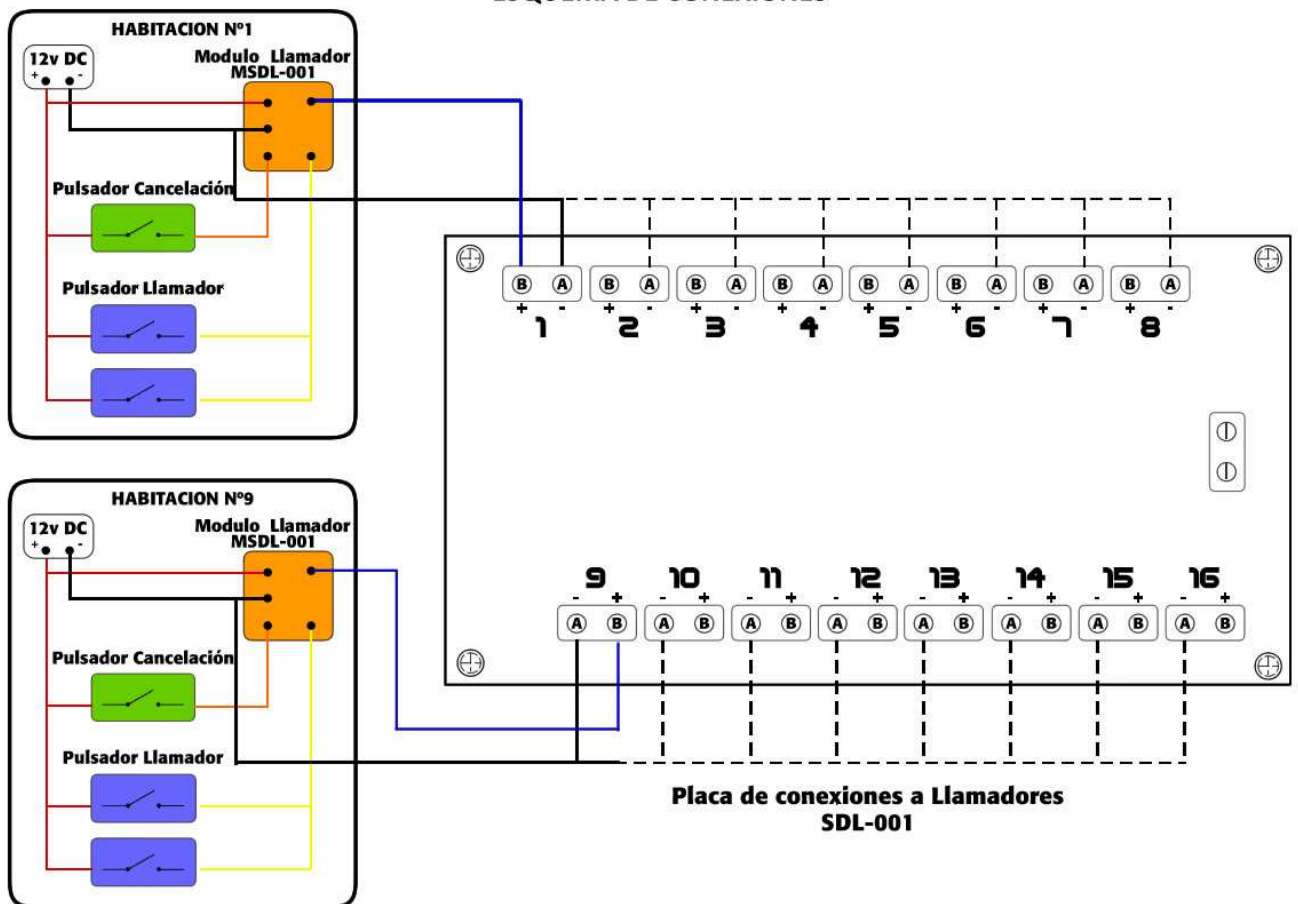 HABITACION Nº1
12v DC
+ -
Modulo Llamador
MSDL-001
Pulsador Cancelación
Pulsador Llamador
B A B A B A B A B A B A B A B A
+ - + - + - + - + - + - + - + -
1 2 3 4 5 6 7 8
HABITACION Nº9
12v DC
+ -
Modulo Llamador
MSDL-001
Pulsador Cancelación
Pulsador Llamador
9 10 11 12 13 14 15 16
- + - + - + - + - + - + - + - +
A B A B A B A B A B A B A B A B
Placa de conexiones a Llamadores
SDL-001